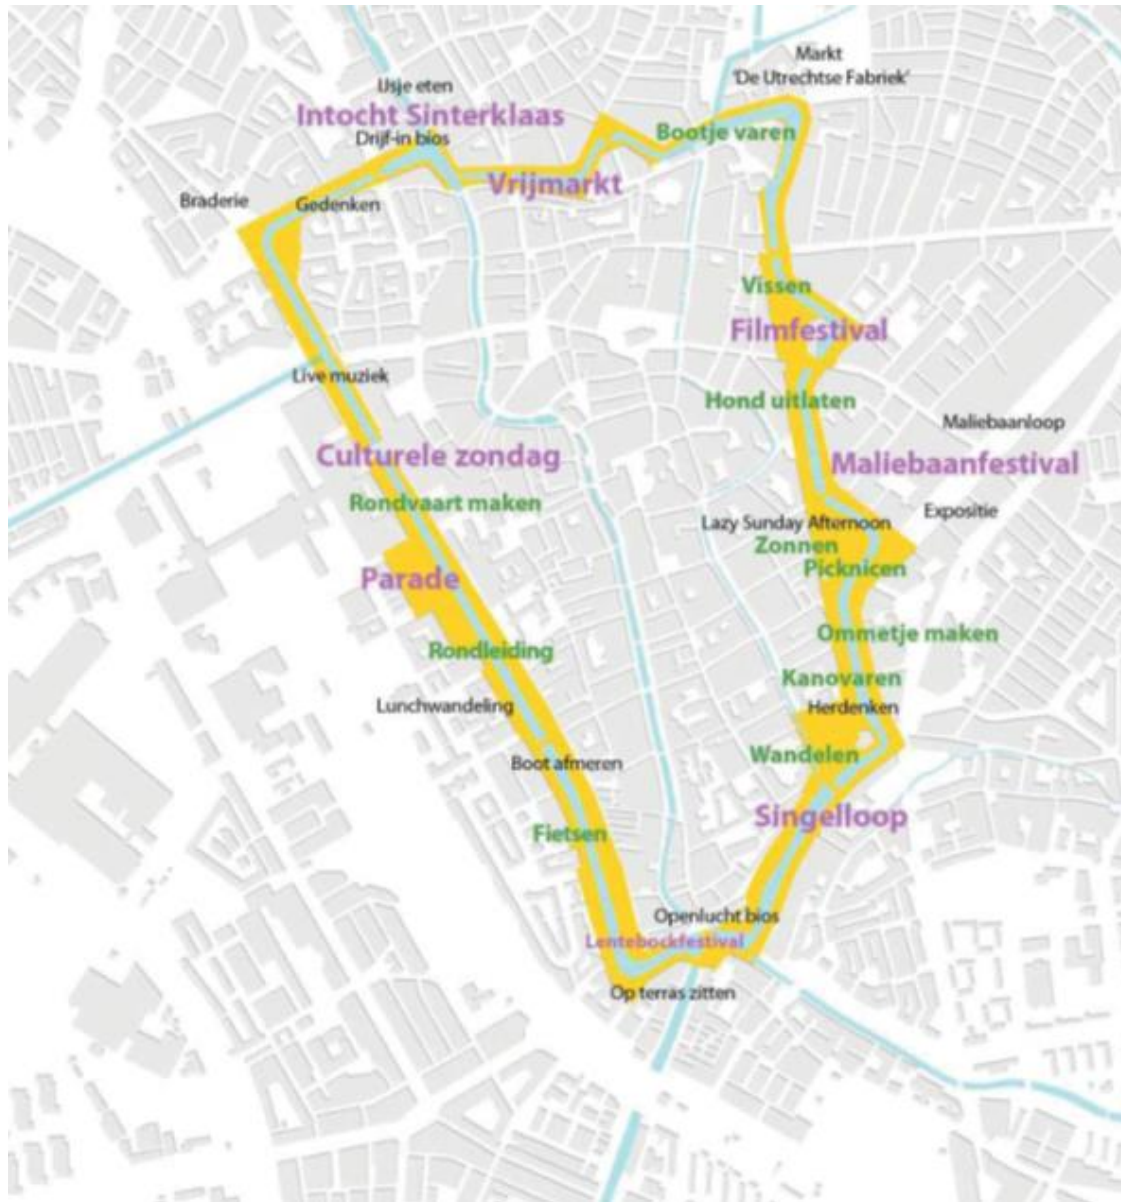 Markt
'De Utrechtse Fabriek'
IJsje eten
Intocht Sinterklaas
Drijf-in bios
Bootje varen
Vrijmarkt
Braderie
Gedenken
Vissen
Filmfestival
Live muziek
Hond uitlaten
Maliebaanloop
Culturele zondag
Maliebaanfestival
Rondvaart maken
Expositie
Lazy Sunday Afternoon
Zonnen
Picknicen
Parade
Ommetje maken
Rondleiding
Kanovaren
Lunchwandeling
Herdenken
Wandelen
Boot afmeren
Singelloop
Fietsen
Openlucht bios
Lentebockfestival
Op terras zitten